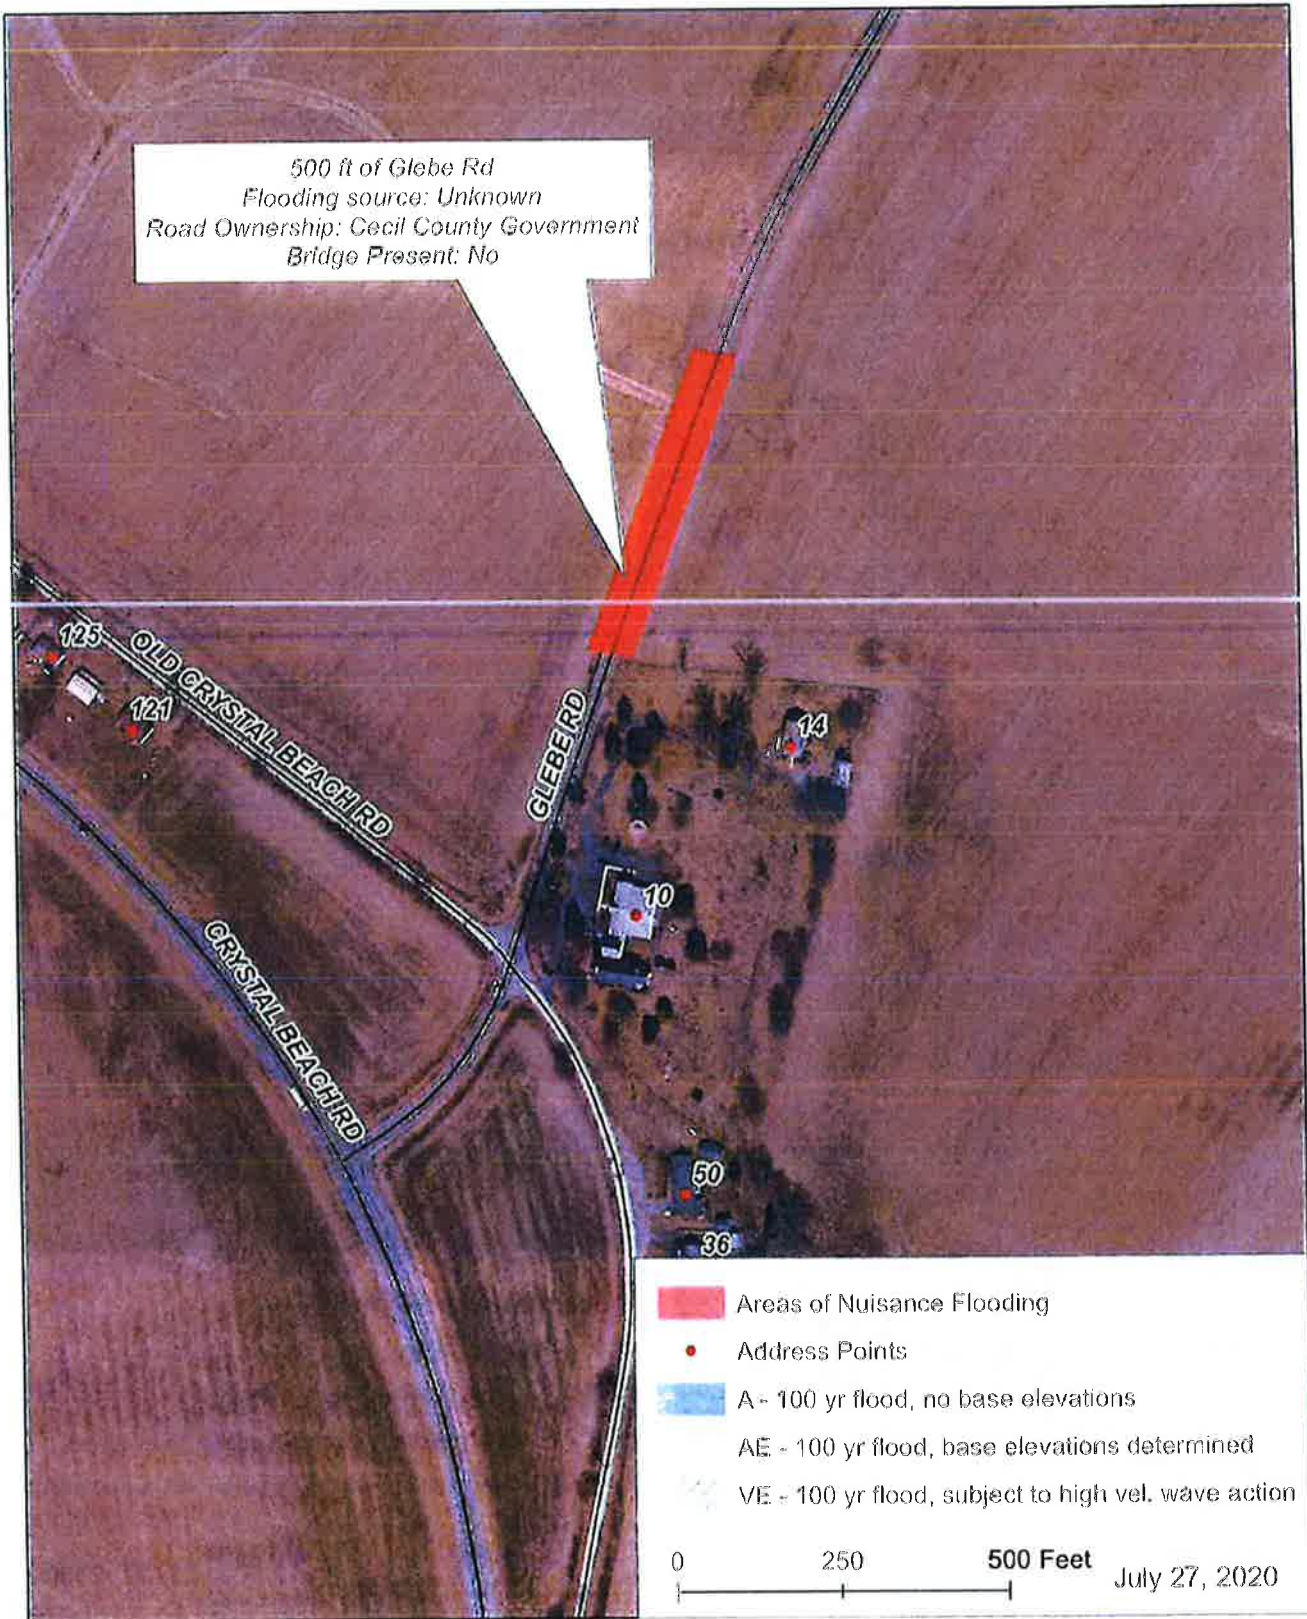 500 ft of Glebe Rd
Flooding source: Unknown
Road Ownership: Cecil County Government
Bridge Present: No
125
OLD CRYSTAL BEACH RD
121
GLEBE RD
14
10
CRYSTAL BEACH RD
50
36
Areas of Nuisance Flooding
Address Points
A - 100 yr flood, no base elevations
AE - 100 yr flood, base elevations determined
VE - 100 yr flood, subject to high vel. wave action
0 250 500 Feet
July 27, 2020